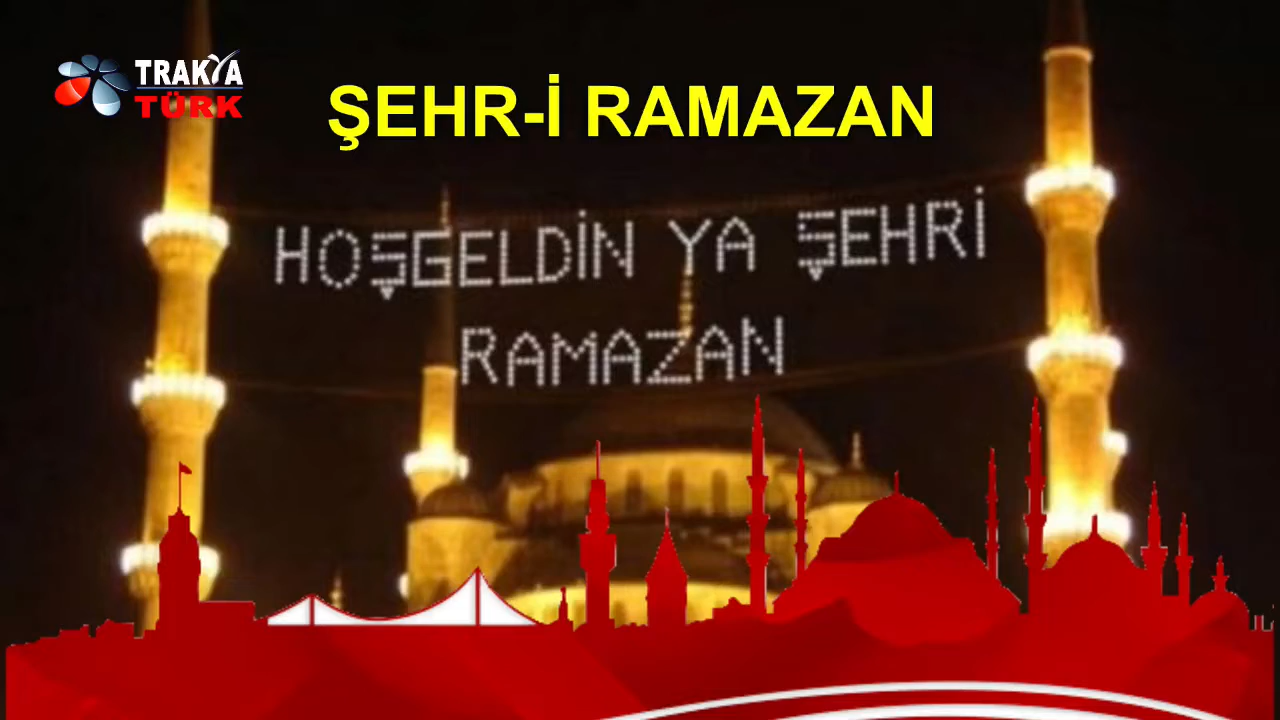 TRAKYA
TÜRK
ŞEHR-İ RAMAZAN
HOŞGELDİN YA ŞEHRİ
RAMAZAN